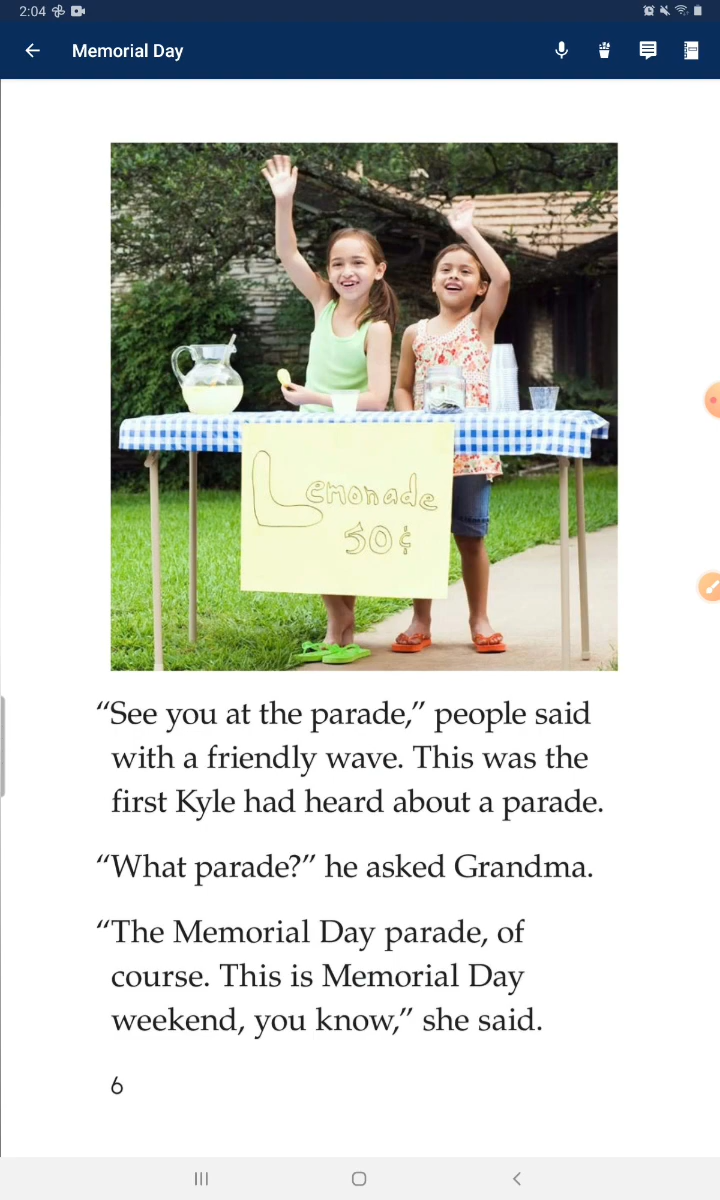 2:04
Memorial Day
Lemonade
50¢
“See you at the parade,” people said
with a friendly wave. This was the
first Kyle had heard about a parade.
“What parade?” he asked Grandma.
“The Memorial Day parade, of
course. This is Memorial Day
weekend, you know,” she said.
6